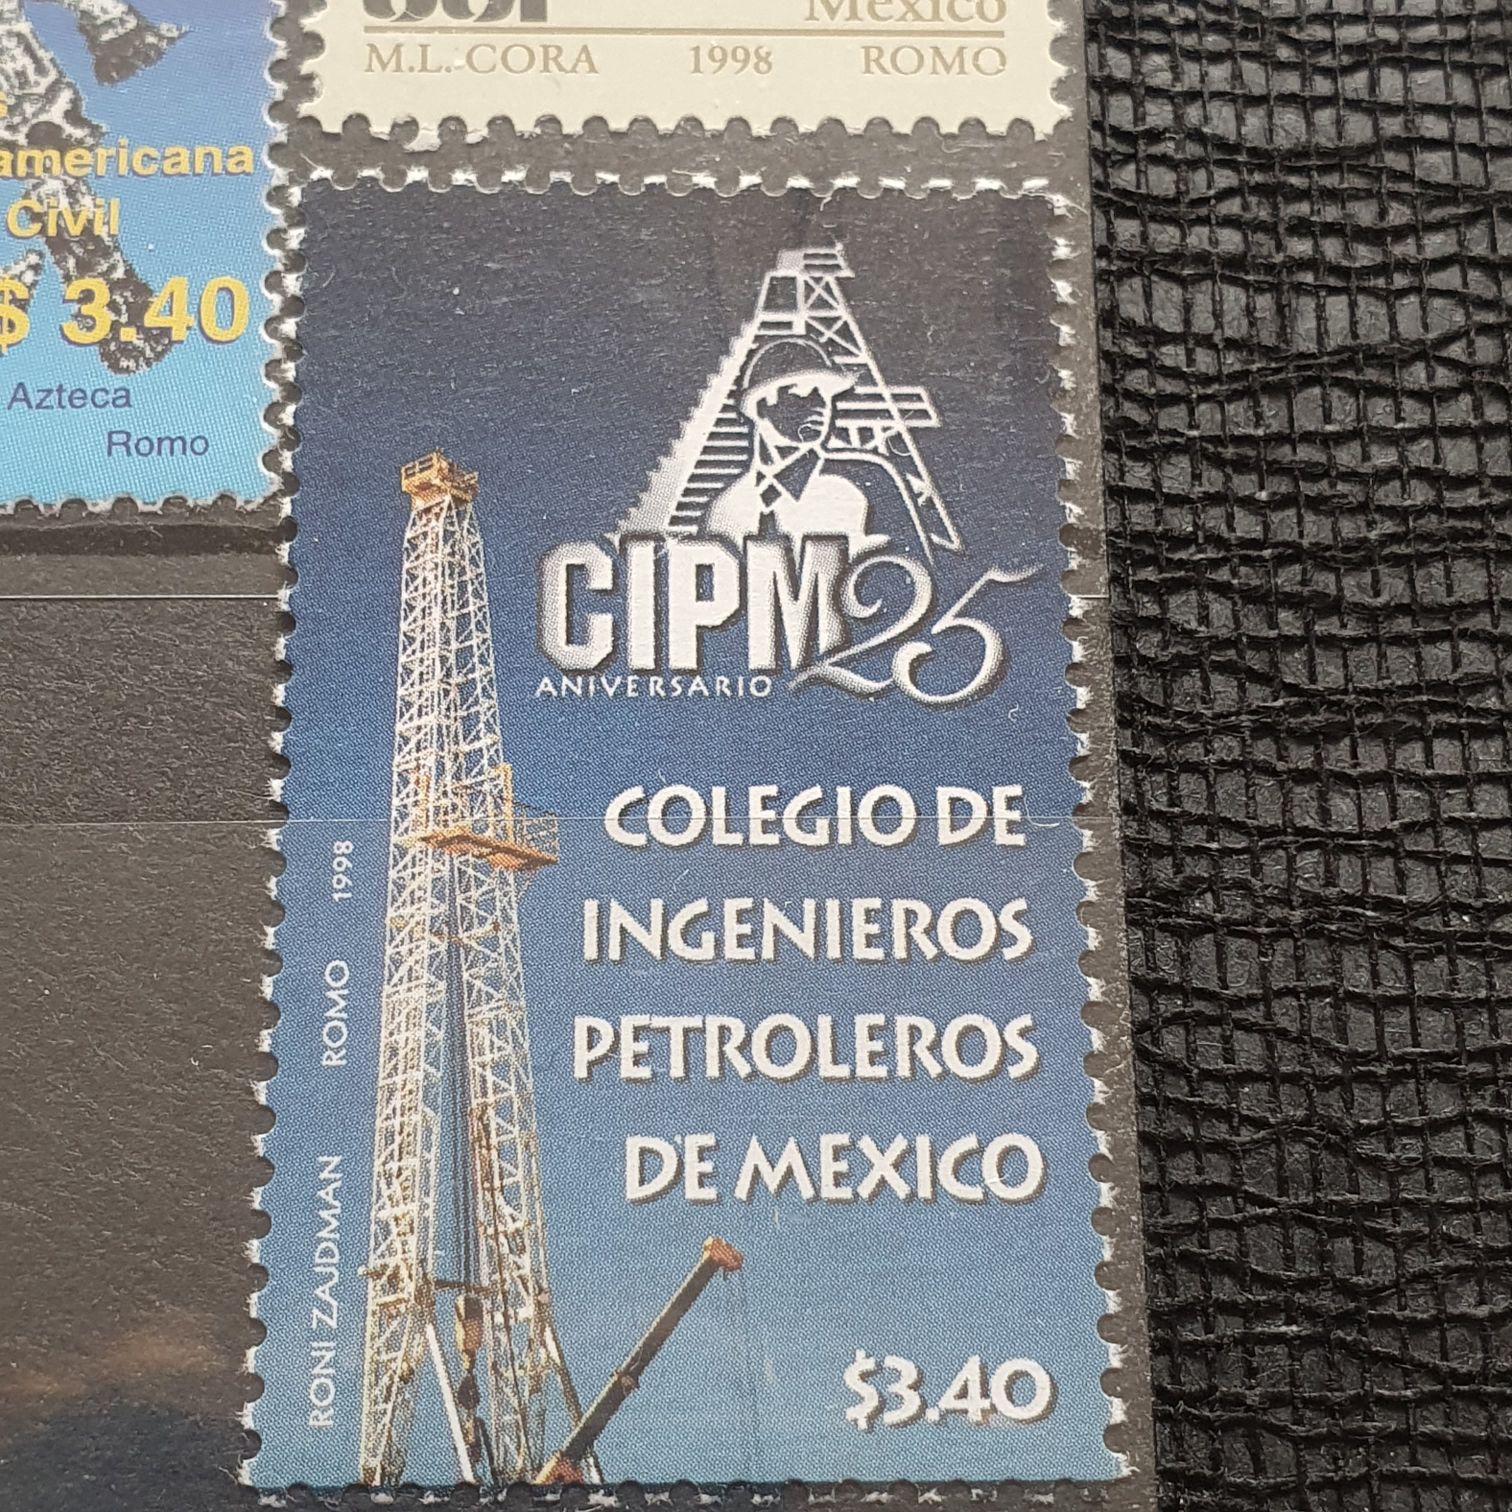 Mexico
M.L. CORA 1998 ROMO
americana
Civil
$ 3.40
Azteca
Romo
CIPM 25
ANIVERSARIO
COLEGIO DE
INGENIEROS
PETROLEROS
DE MEXICO
$3.40
RONI ZAJDMAN ROMO 1998